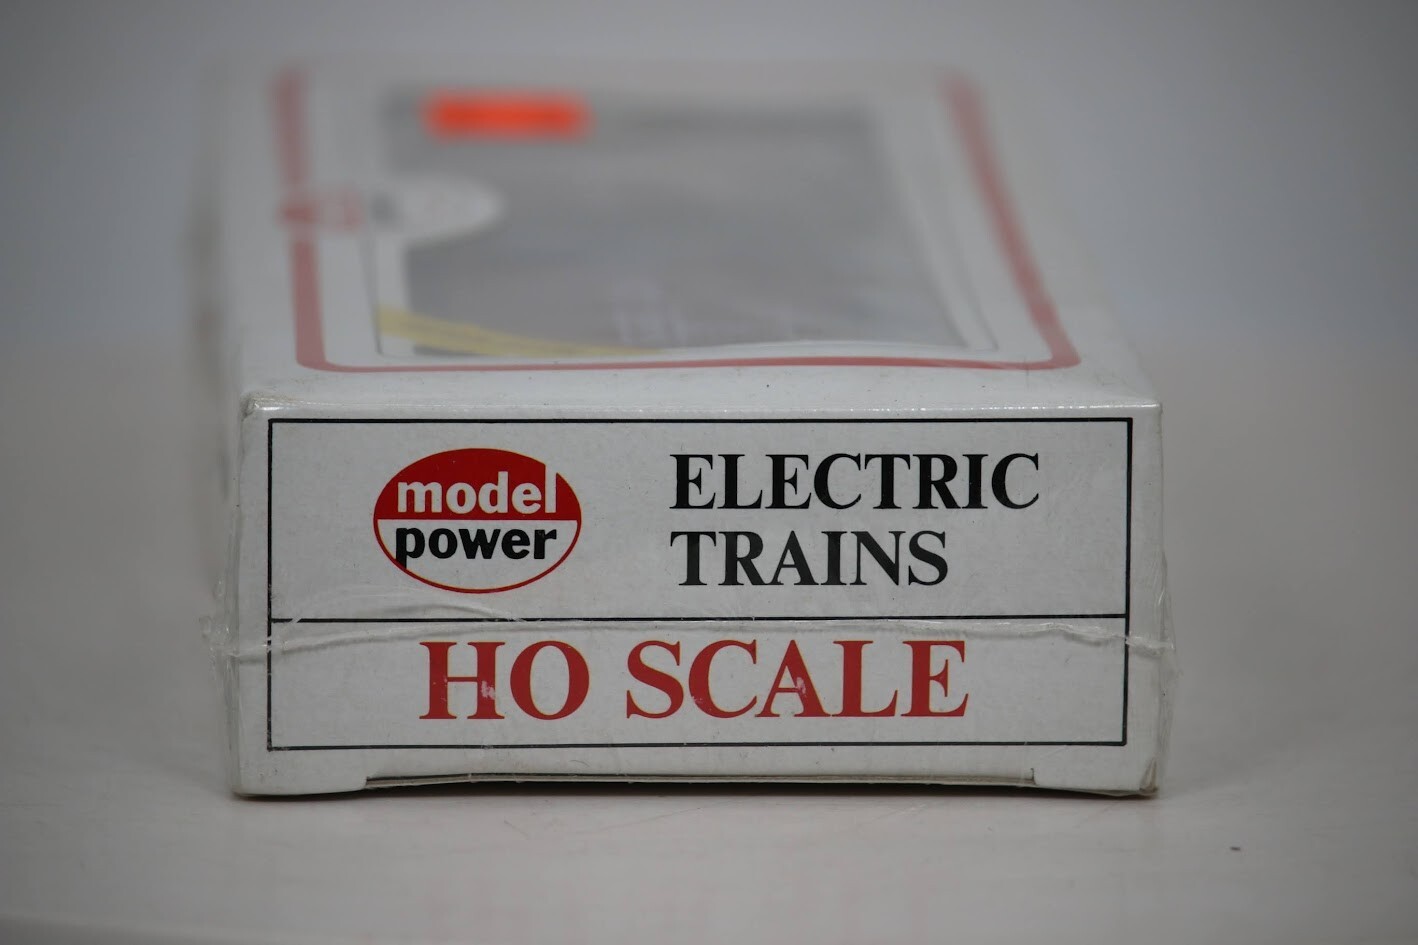 model
power
ELECTRIC
TRAINS
HO SCALE